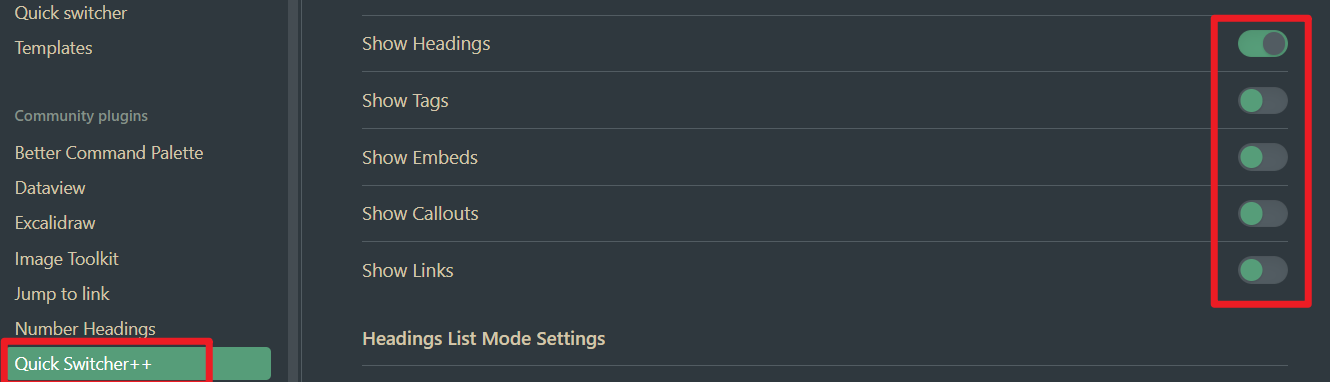 Quick switcher
Templates
Community plugins
Better Command Palette
Dataview
Excalidraw
Image Toolkit
Jump to link
Number Headings
Quick Switcher++
Show Headings
Show Tags
Show Embeds
Show Callouts
Show Links
Headings List Mode Settings